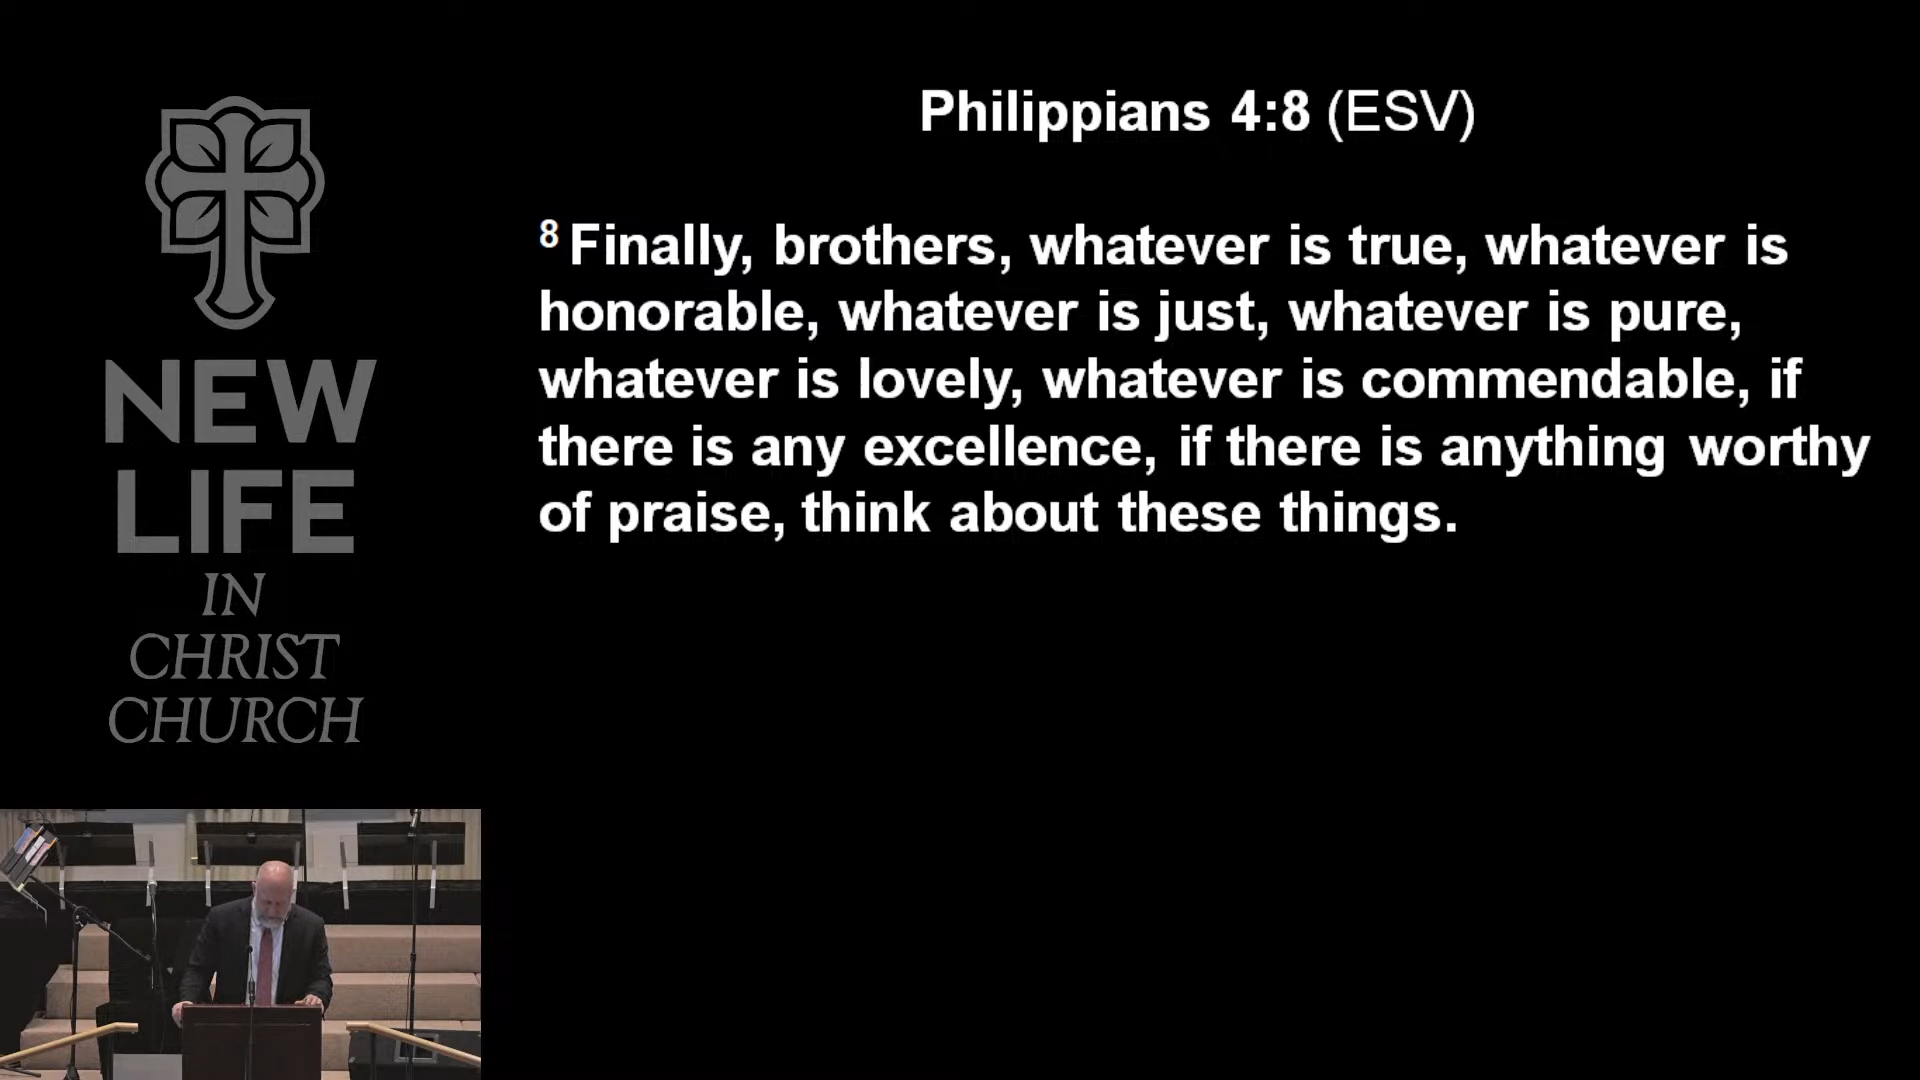 Philippians 4:8 (ESV)
8 Finally, brothers, whatever is true, whatever is
honorable, whatever is just, whatever is pure,
whatever is lovely, whatever is commendable, if
there is any excellence, if there is anything worthy
of praise, think about these things.
NEW
LIFE
IN
CHRIST
CHURCH